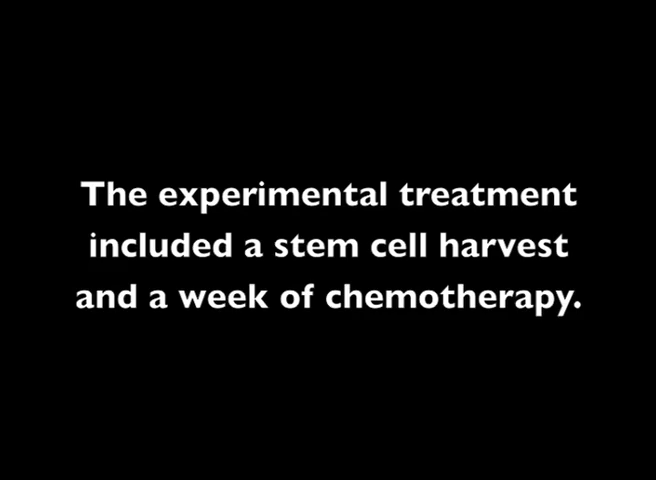 The experimental treatment
included a stem cell harvest
and a week of chemotherapy.